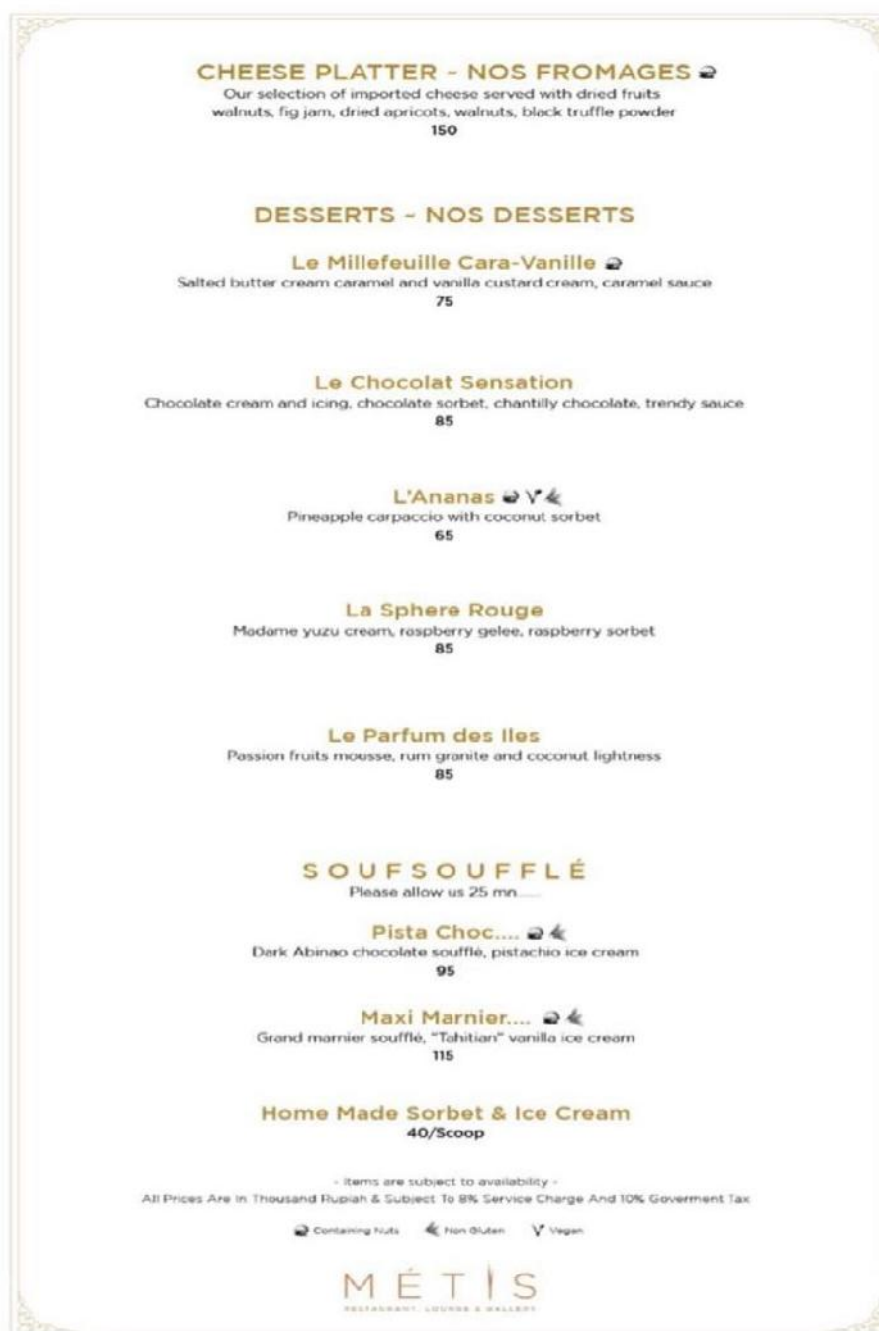 CHEESE PLATTER - NOS FROMAGES
Our selection of imported cheese served with dried fruits
walnuts, fig jam, dried apricots, walnuts, black truffle powder
150
DESSERTS - NOS DESSERTS
Le Millefeuille Cara-Vanille
Salted butter cream caramel and vanilla custard cream, caramel sauce
75
Le Chocolat Sensation
Chocolate cream and icing, chocolate sorbet, chantilly chocolate, trendy sauce
85
L'Ananas
Pineapple carpaccio with coconut sorbet
65
La Sphere Rouge
Madame yuzu cream, raspberry gelee, raspberry sorbet
85
Le Parfum des Iles
Passion fruits mousse, rum granite and coconut lightness
85
SOUFSOUFFLÉ
Please allow us 25 mn......
Pista Choc....
Dark Abinao chocolate soufflé, pistachio ice cream
95
Maxi Marnier....
Grand marnier soufflé, "Tahitian" vanilla ice cream
115
Home Made Sorbet & Ice Cream
40/Scoop
- Items are subject to availability -
All Prices Are In Thousand Rupiah & Subject To 8% Service Charge And 10% Goverment Tax
Containing Nuts Non Gluten Vegan
MÉTIS
RESTAURANT, LOUNGE & GALLERY